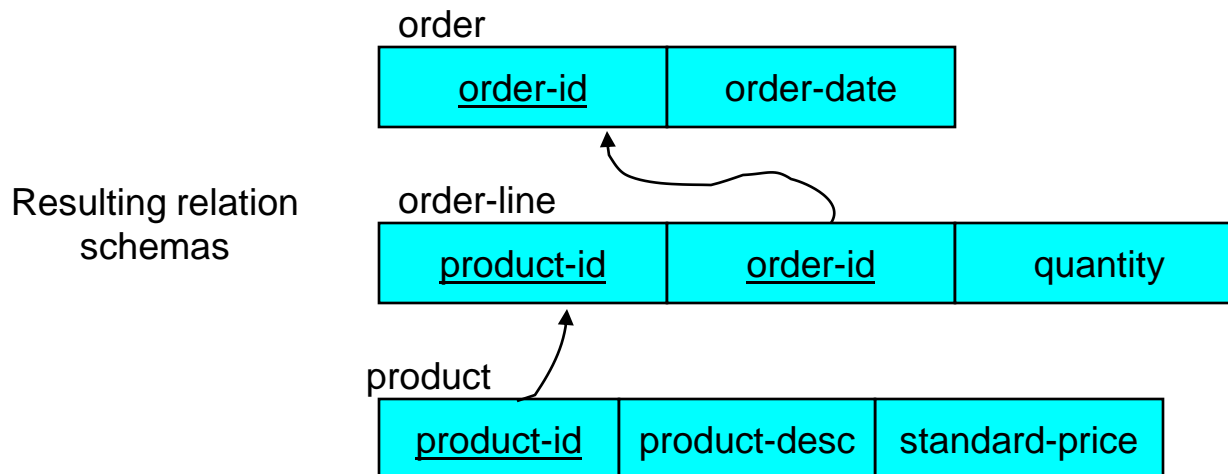 order
order-id order-date
Resulting relation
schemas
order-line
product-id order-id quantity
product
product-id product-desc standard-price